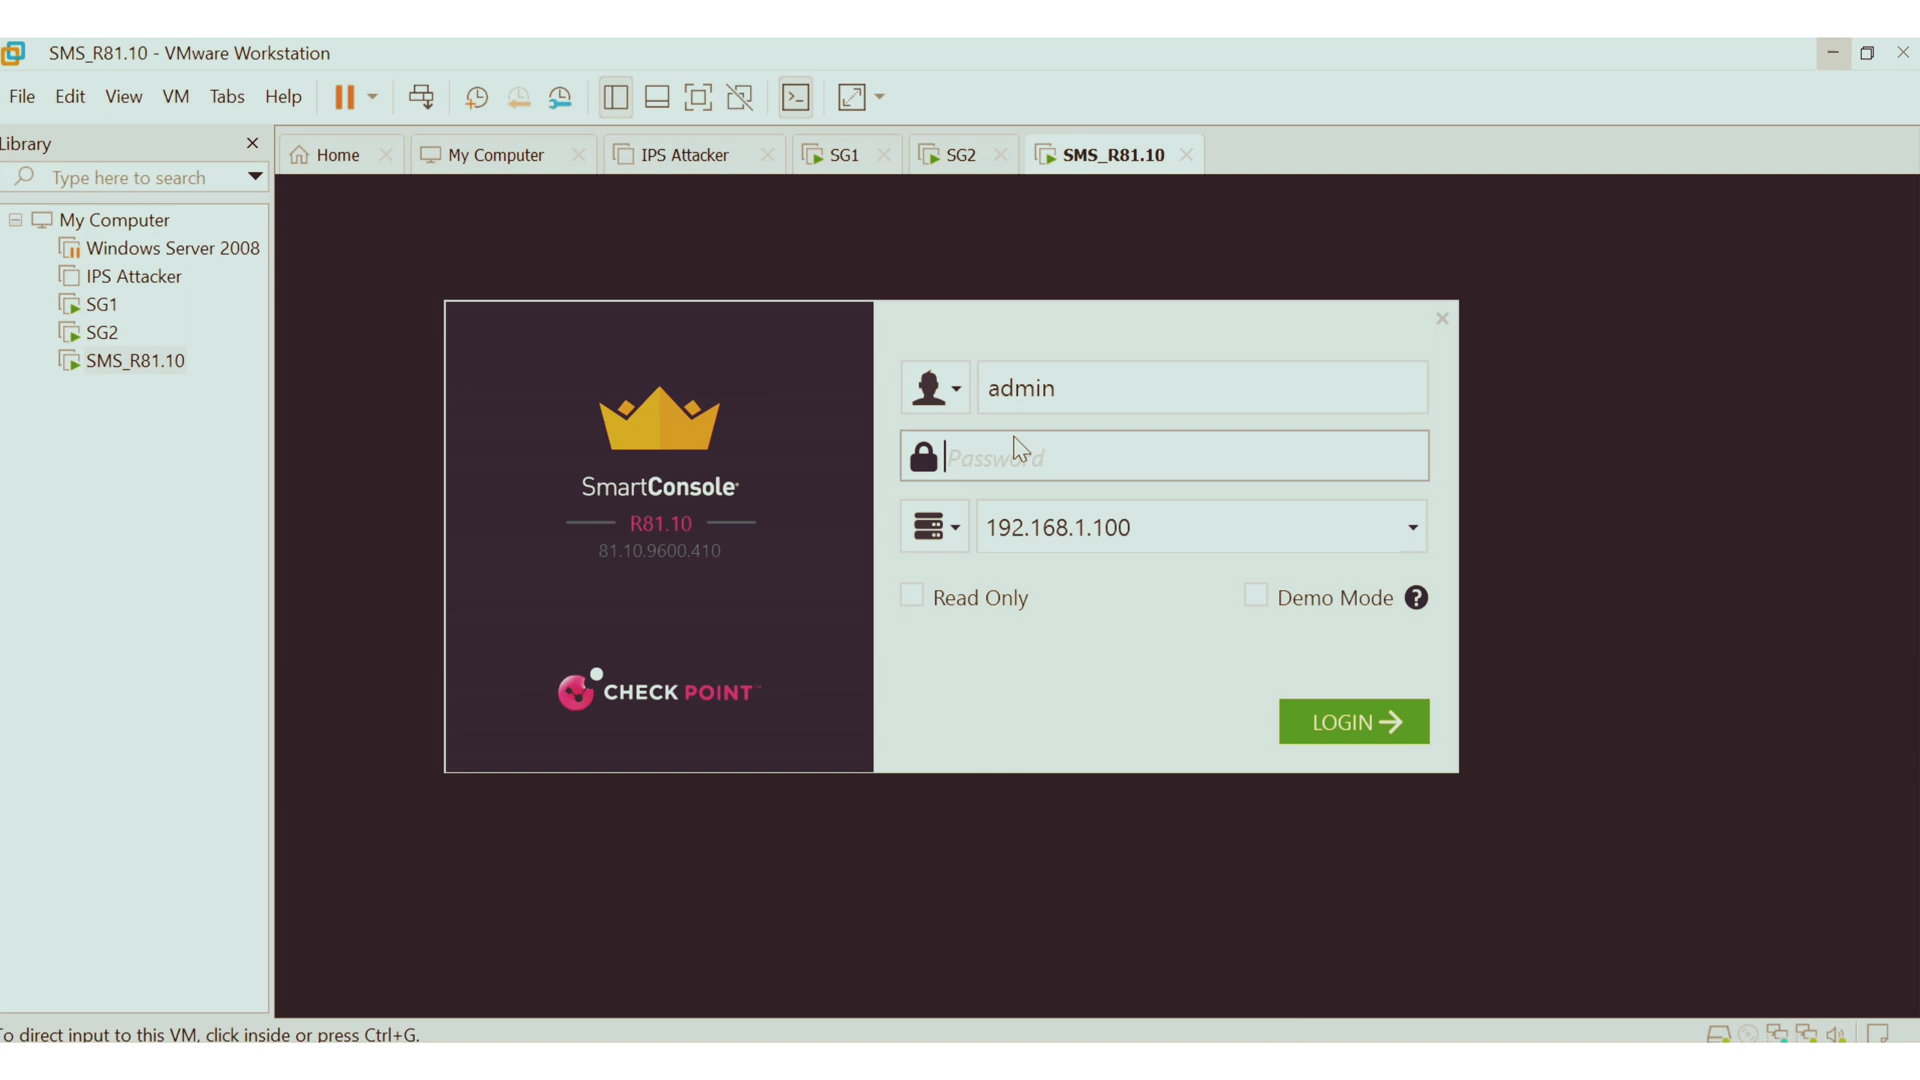 SMS_R81.10 - VMware Workstation
File Edit View VM Tabs Help
Library
Type here to search
My Computer
Windows Server 2008
IPS Attacker
SG1
SG2
SMS_R81.10
Home
My Computer
IPS Attacker
SG1
SG2
SMS_R81.10
SmartConsole
R81.10
81.10.9600.410
CHECK POINT™
admin
Password
192.168.1.100
Read Only
Demo Mode ?
LOGIN
To direct input to this VM, click inside or press Ctrl+G.